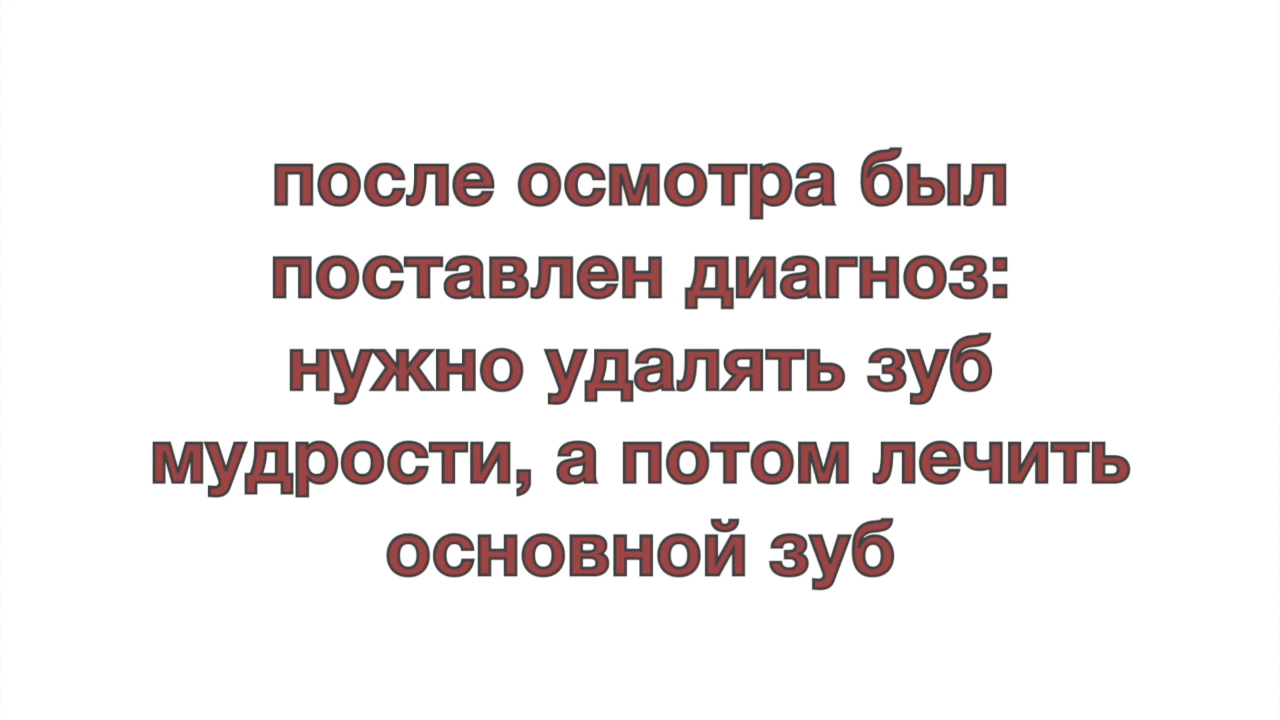 после осмотра был
поставлен диагноз:
нужно удалять зуб
мудрости, а потом лечить
основной зуб